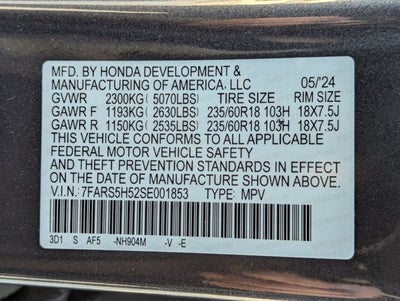 MFD. BY HONDA DEVELOPMENT &
MANUFACTURING OF AMERICA, LLC 05/'24
GVWR 2300KG (5070LBS) TIRE SIZE RIM SIZE
GAWR F 1193KG (2630LBS) 235/60R18 103H 18X7.5J
GAWR R 1150KG (2535LBS) 235/60R18 103H 18X7.5J
THIS VEHICLE CONFORMS TO ALL APPLICABLE
FEDERAL MOTOR VEHICLE SAFETY
AND THEFT PREVENTION STANDARDS IN EFFECT
ON THE DATE OF MANUFACTURE SHOWN ABOVE.
V.I.N.: 7FARS5H52SE001853 TYPE: MPV
3D1 S AF5 -NH904M -V -E